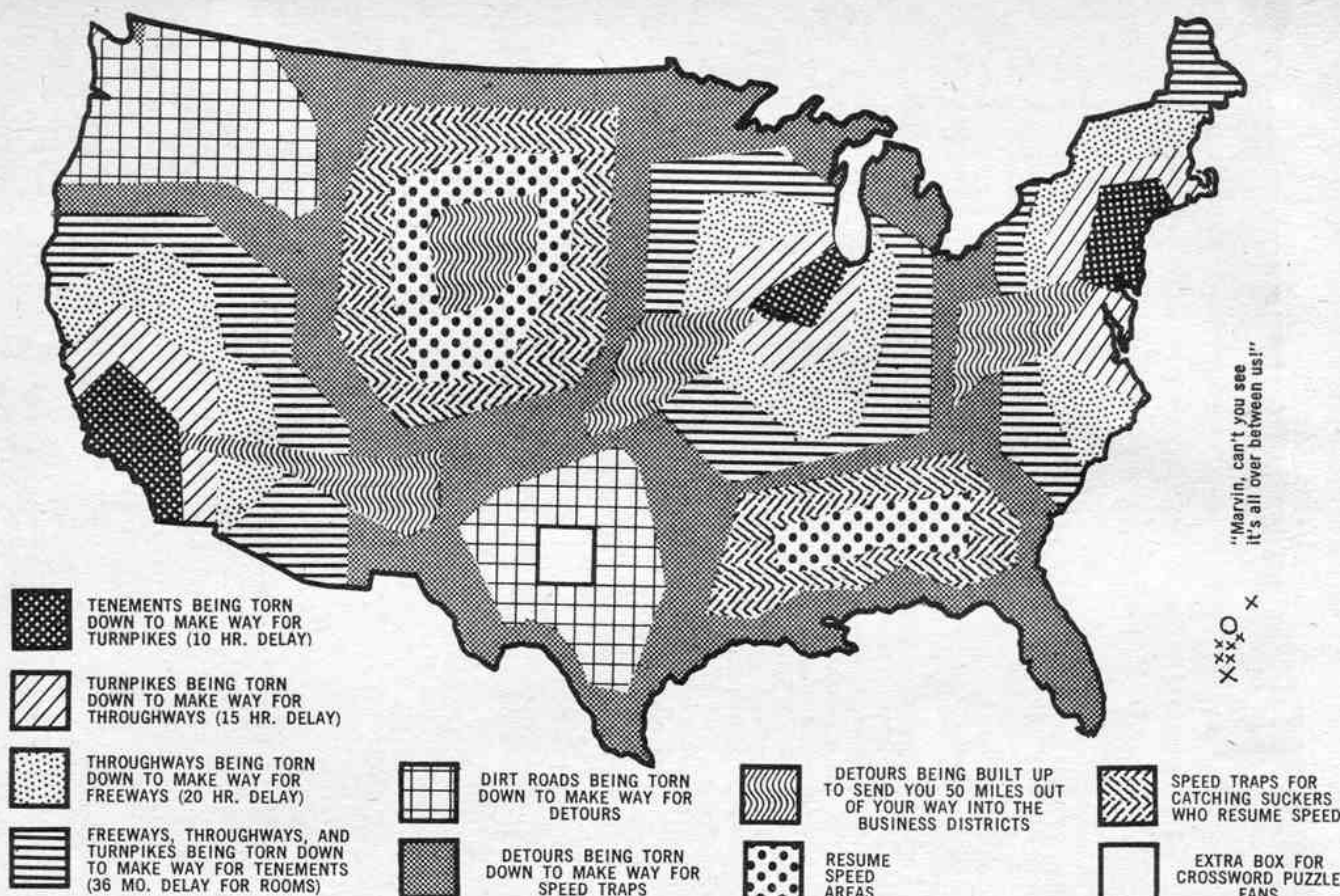 TENEMENTS BEING TORN
DOWN TO MAKE WAY FOR
TURNPIKES (10 HR. DELAY)
TURNPIKES BEING TORN
DOWN TO MAKE WAY FOR
THROUGHWAYS (15 HR. DELAY)
THROUGHWAYS BEING TORN
DOWN TO MAKE WAY FOR
FREEWAYS (20 HR. DELAY)
FREEWAYS, THROUGHWAYS, AND
TURNPIKES BEING TORN DOWN
TO MAKE WAY FOR TENEMENTS
(36 MO. DELAY FOR ROOMS)
DIRT ROADS BEING TORN
DOWN TO MAKE WAY FOR
DETOURS
DETOURS BEING TORN
DOWN TO MAKE WAY FOR
SPEED TRAPS
DETOURS BEING BUILT UP
TO SEND YOU 50 MILES OUT
OF YOUR WAY INTO THE
BUSINESS DISTRICTS
RESUME
SPEED
AREAS
SPEED TRAPS FOR
CATCHING SUCKERS
WHO RESUME SPEED
EXTRA BOX FOR
CROSSWORD PUZZLE
FANS
"Marvin, can't you see
it's all over between us!"